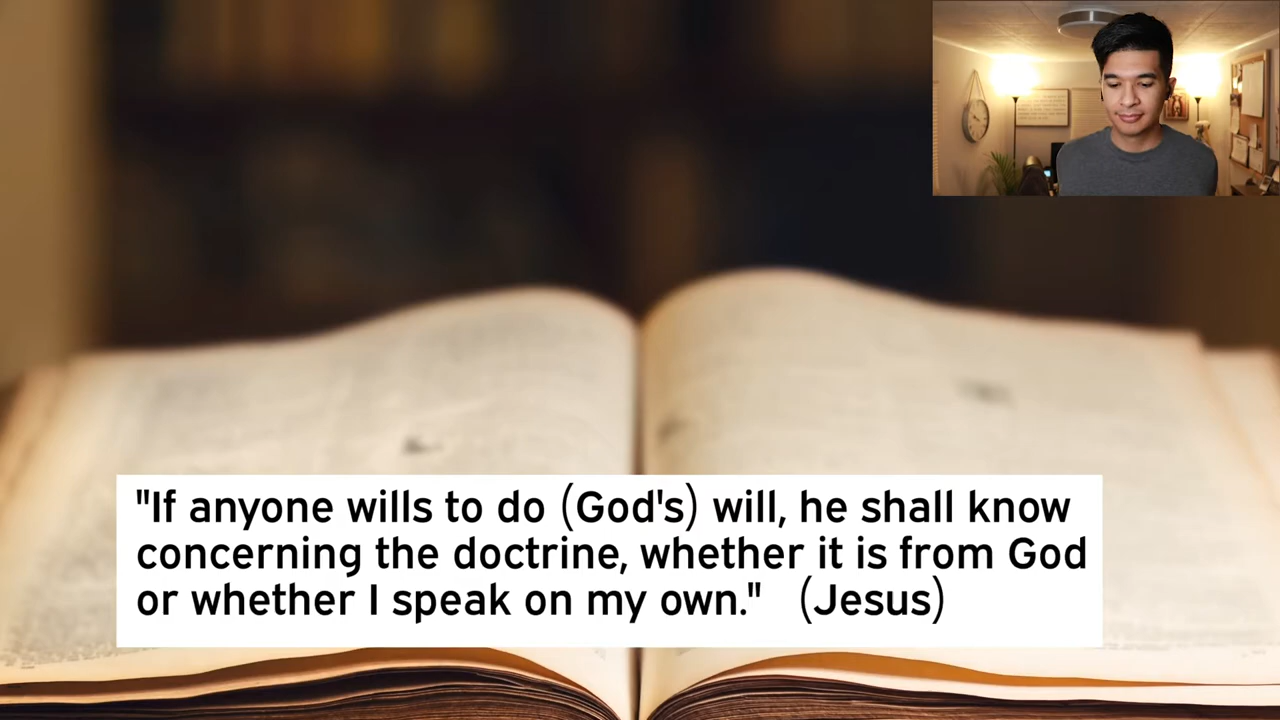 "If anyone wills to do (God's) will, he shall know
concerning the doctrine, whether it is from God
or whether I speak on my own." (Jesus)